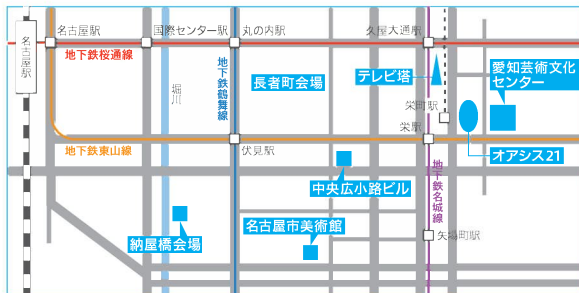 名古屋駅
国際センター駅
丸の内駅
久屋大通駅
名古屋駅
地下鉄桜通線
地下鉄鶴舞線
長者町会場
テレビ塔
愛知芸術文化
センター
堀川
栄町駅
栄駅
オアシス21
地下鉄東山線
伏見駅
中央広小路ビル
地下鉄名城線
納屋橋会場
名古屋市美術館
矢場町駅